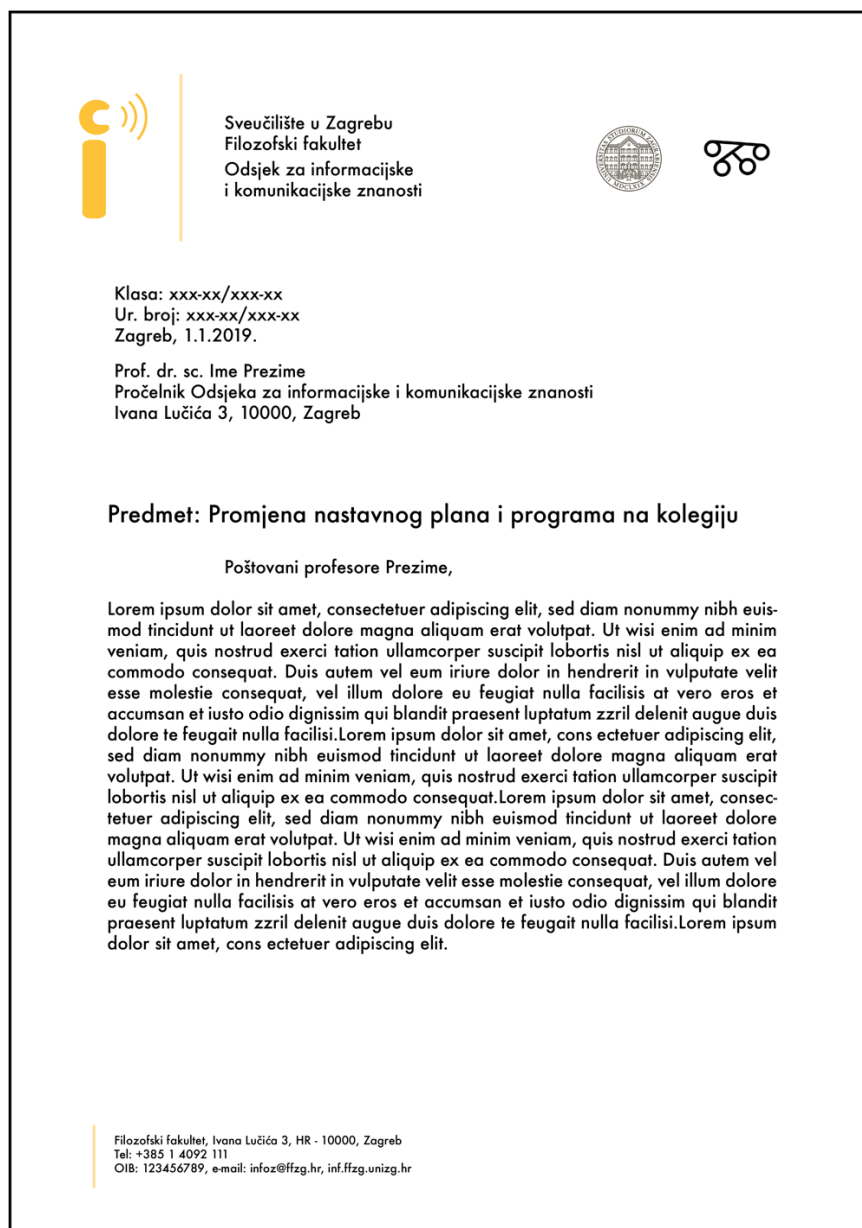 Sveučilište u Zagrebu
Filozofski fakultet
Odsjek za informacijske
i komunikacijske znanosti
UNIVERSITAS STUDIORUM ZAGRABIENSIS MDCLXIX
Klasa: xxx-xx/xxx-xx
Ur. broj: xxx-xx/xxx-xx
Zagreb, 1.1.2019.
Prof. dr. sc. Ime Prezime
Pročelnik Odsjeka za informacijske i komunikacijske znanosti
Ivana Lučića 3, 10000, Zagreb
Predmet: Promjena nastavnog plana i programa na kolegiju
Poštovani profesore Prezime,
Lorem ipsum dolor sit amet, consectetuer adipiscing elit, sed diam nonummy nibh euis-
mod tincidunt ut laoreet dolore magna aliquam erat volutpat. Ut wisi enim ad minim
veniam, quis nostrud exerci tation ullamcorper suscipit lobortis nisl ut aliquip ex ea
commodo consequat. Duis autem vel eum iriure dolor in hendrerit in vulputate velit
esse molestie consequat, vel illum dolore eu feugiat nulla facilisis at vero eros et
accumsan et iusto odio dignissim qui blandit praesent luptatum zzril delenit augue duis
dolore te feugait nulla facilisi.Lorem ipsum dolor sit amet, cons ectetuer adipiscing elit,
sed diam nonummy nibh euismod tincidunt ut laoreet dolore magna aliquam erat
volutpat. Ut wisi enim ad minim veniam, quis nostrud exerci tation ullamcorper suscipit
lobortis nisl ut aliquip ex ea commodo consequat.Lorem ipsum dolor sit amet, consec-
tetuer adipiscing elit, sed diam nonummy nibh euismod tincidunt ut laoreet dolore
magna aliquam erat volutpat. Ut wisi enim ad minim veniam, quis nostrud exerci tation
ullamcorper suscipit lobortis nisl ut aliquip ex ea commodo consequat. Duis autem vel
eum iriure dolor in hendrerit in vulputate velit esse molestie consequat, vel illum dolore
eu feugiat nulla facilisis at vero eros et accumsan et iusto odio dignissim qui blandit
praesent luptatum zzril delenit augue duis dolore te feugait nulla facilisi.Lorem ipsum
dolor sit amet, cons ectetuer adipiscing elit.
Filozofski fakultet, Ivana Lučića 3, HR - 10000, Zagreb
Tel: +385 1 4092 111
OIB: 123456789, e-mail: infoz@ffzg.hr, inf.ffzg.unizg.hr